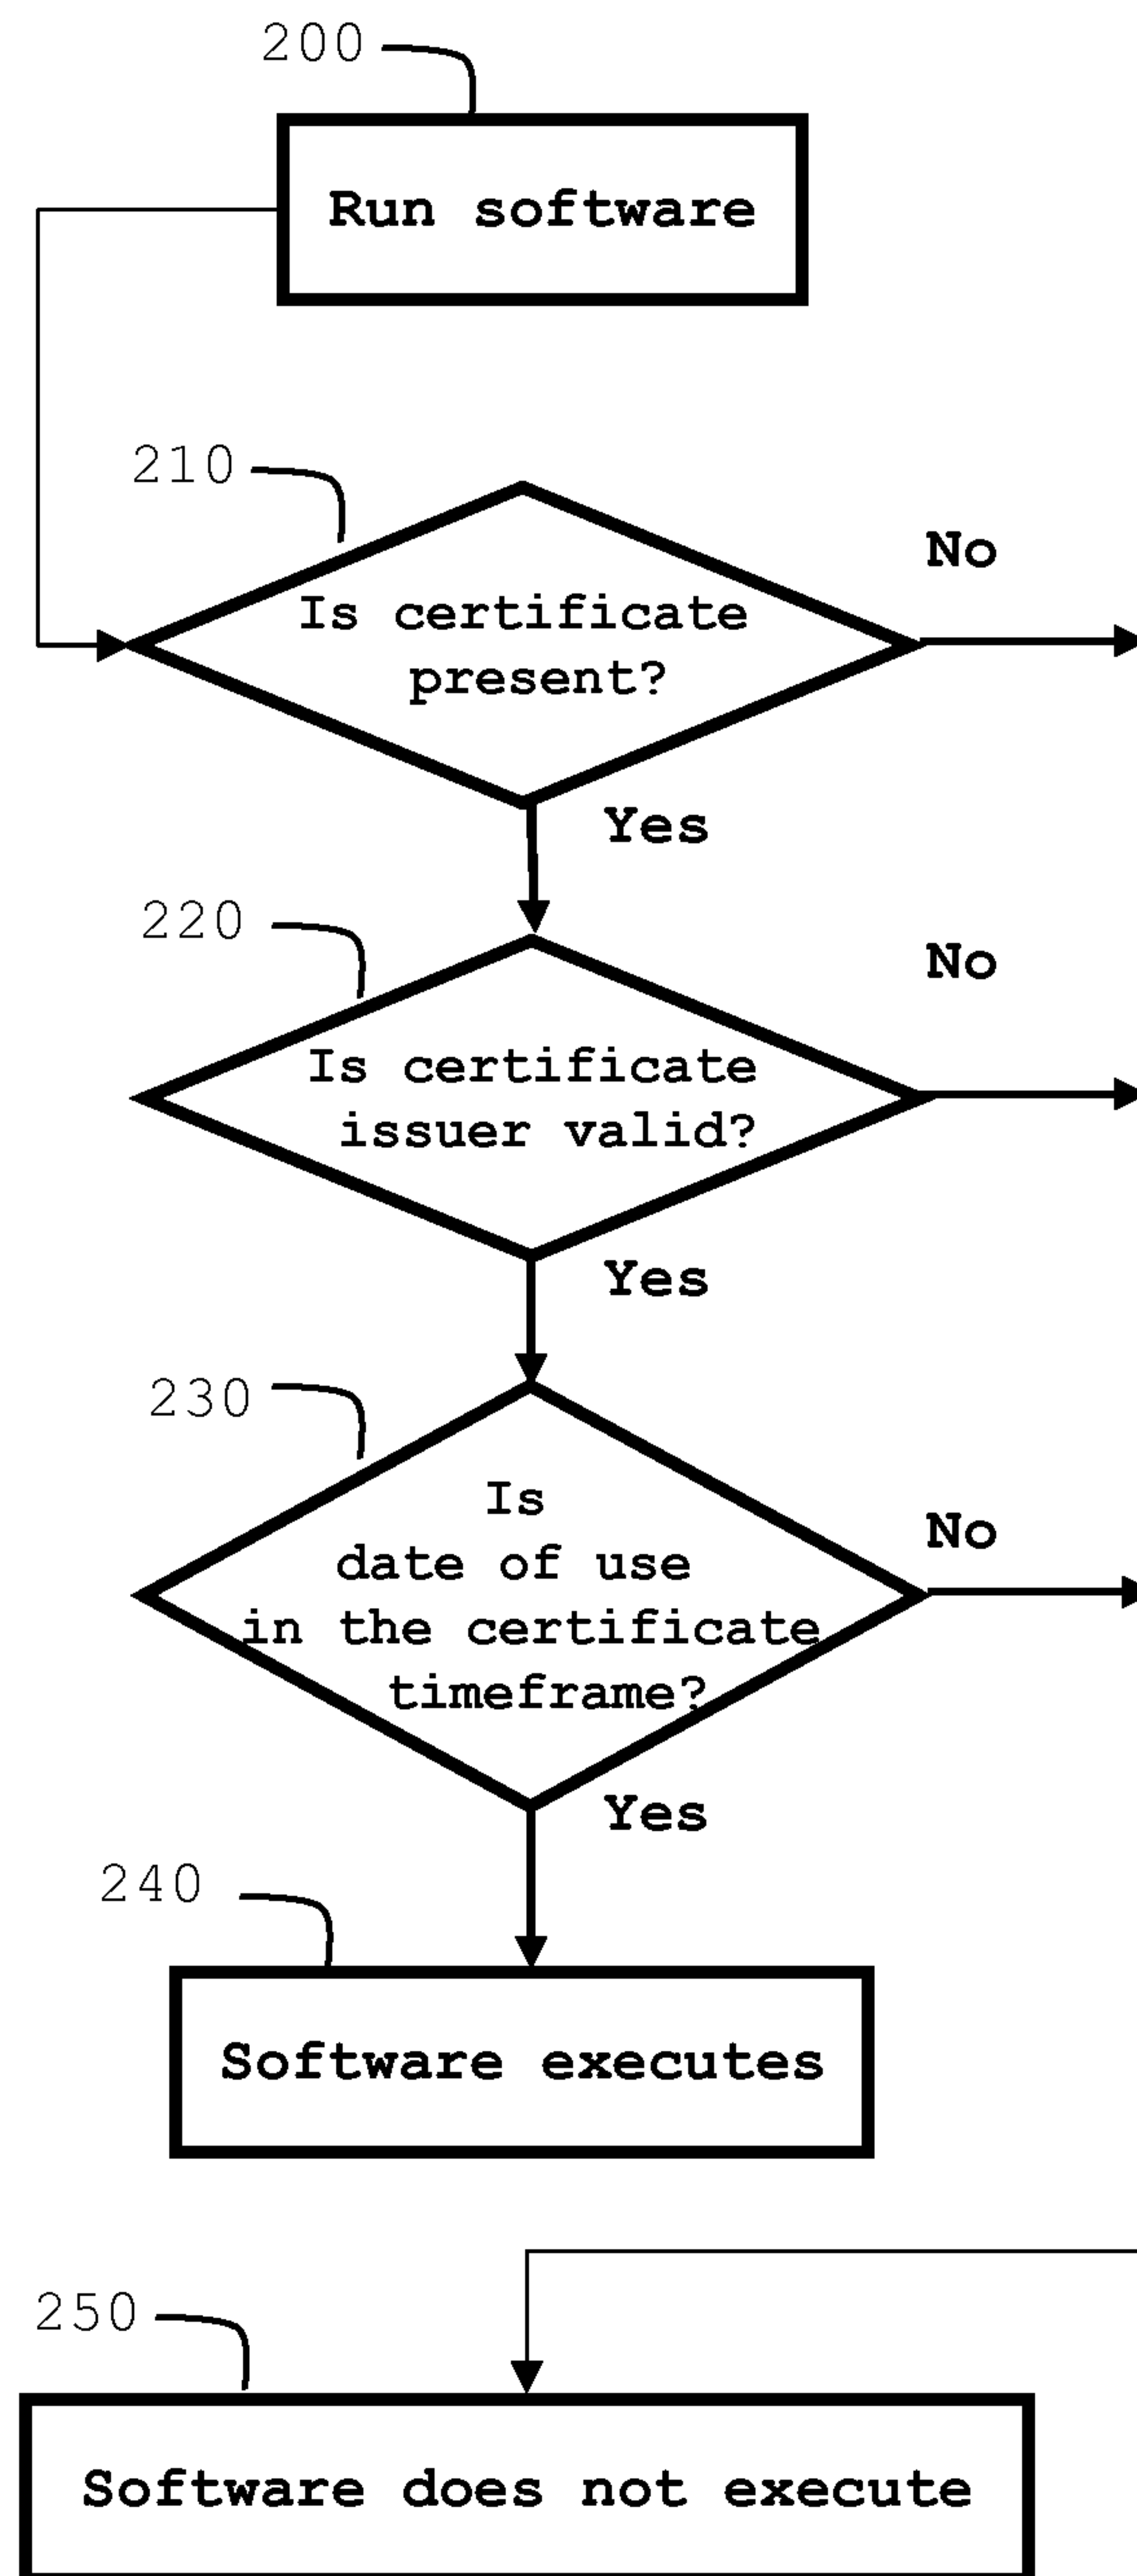 200
Run software
210
No
Is certificate
present?
Yes
220
No
Is certificate
issuer valid?
Yes
230
Is
No
date of use
in the certificate
timeframe?
Yes
240
Software executes
250
Software does not execute